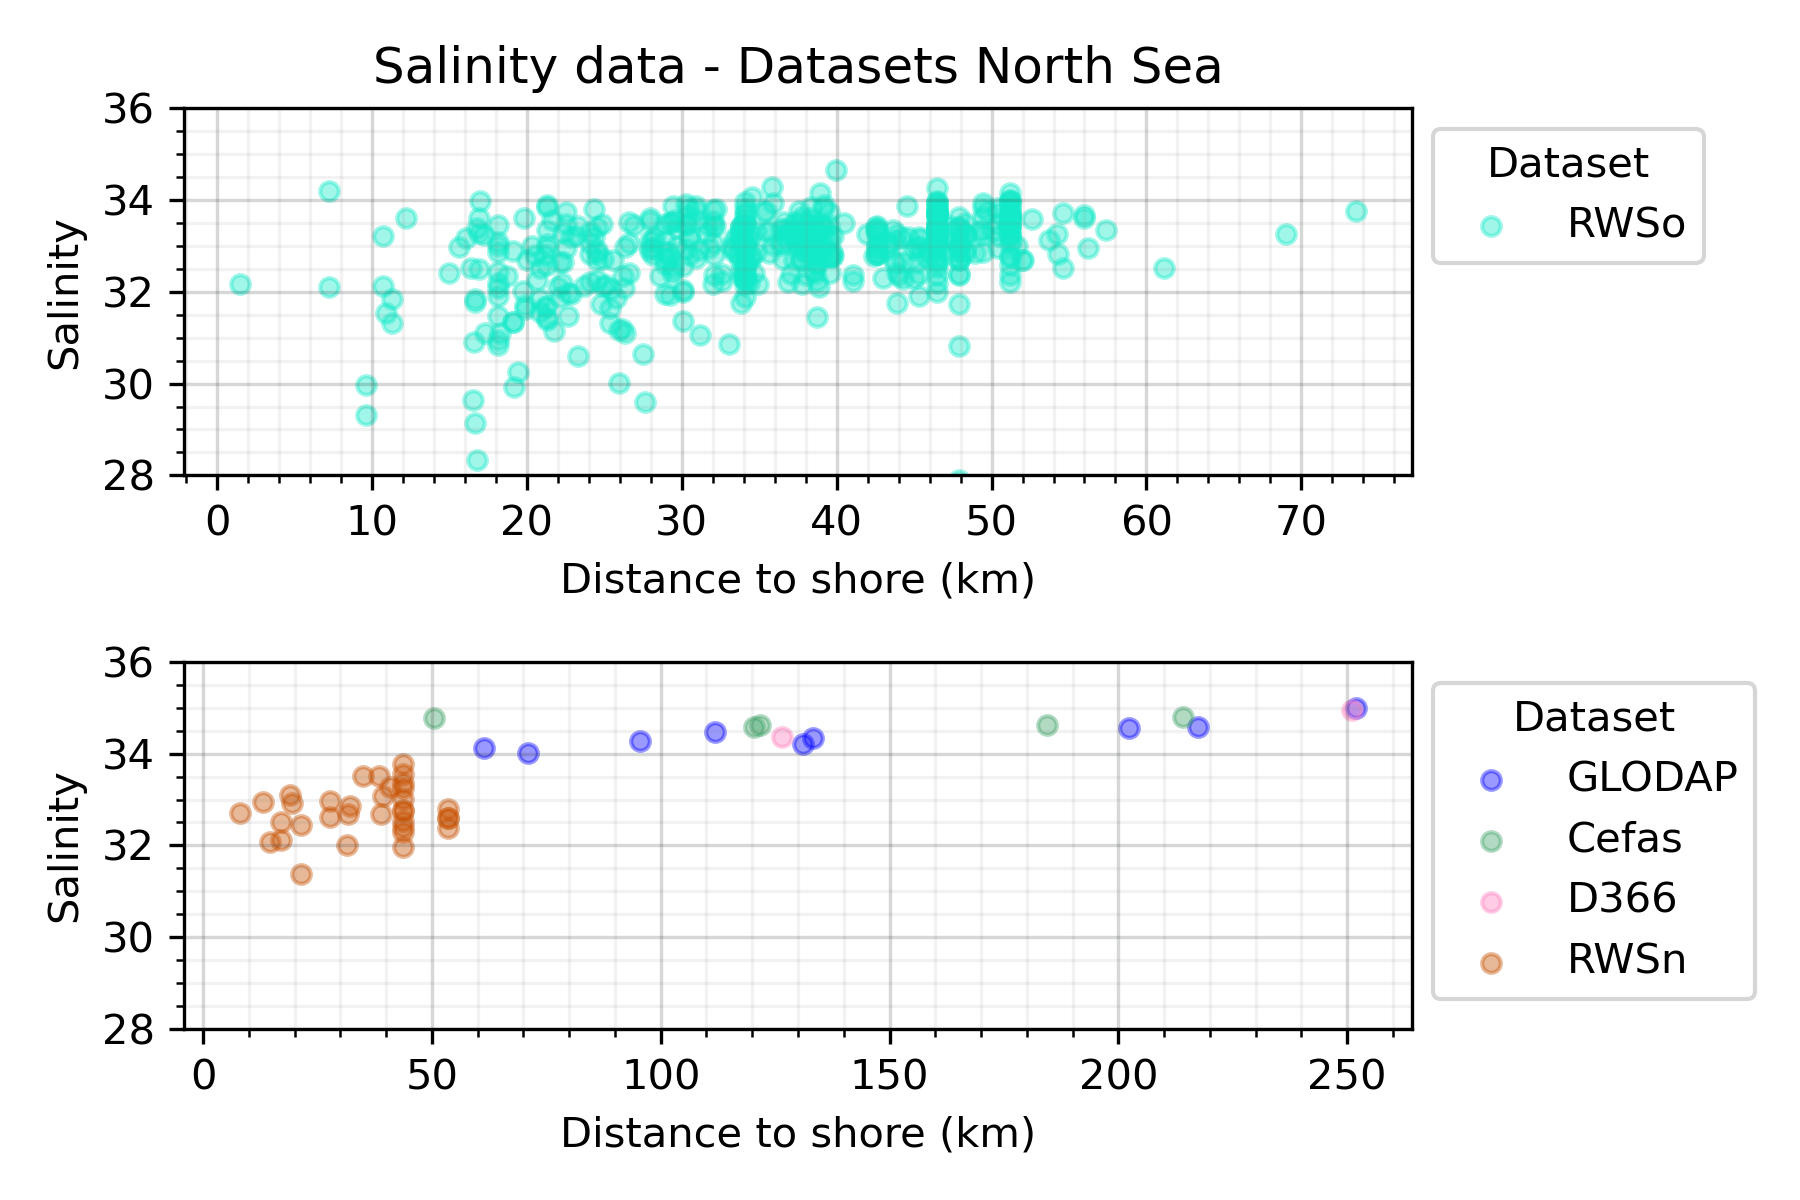 Salinity data - Datasets North Sea
36
34
32
30
28
Salinity
0 10 20 30 40 50 60 70
Distance to shore (km)
Dataset
RWSo
36
34
32
30
28
Salinity
0 50 100 150 200 250
Distance to shore (km)
Dataset
GLODAP
Cefas
D366
RWSn